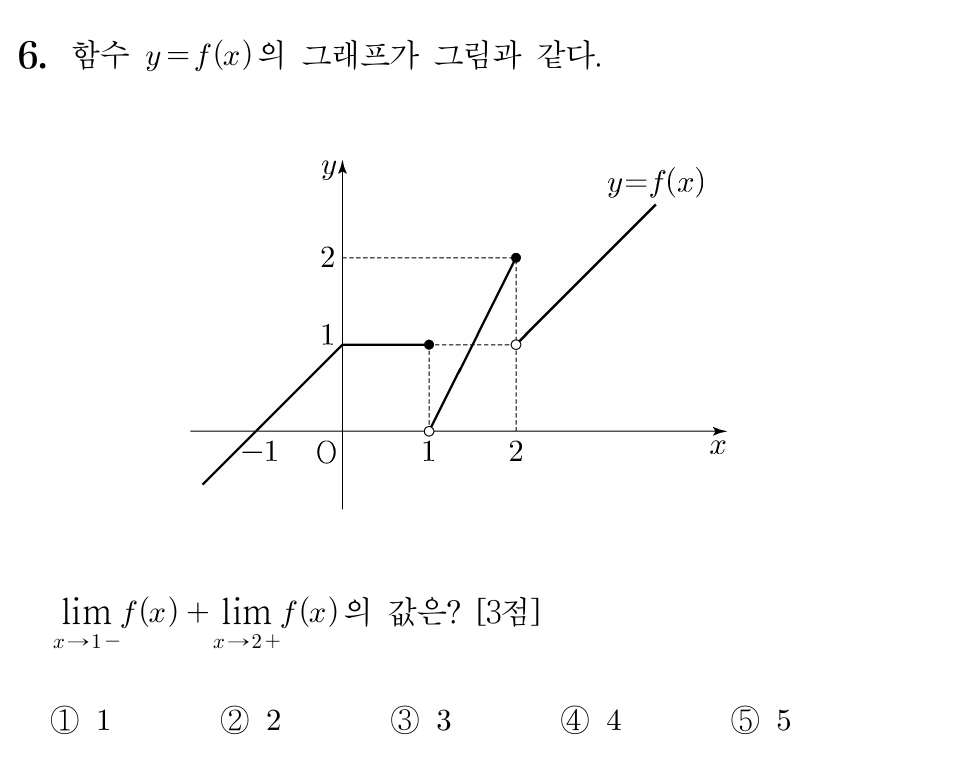 6. 함수 y=f(x)의 그래프가 그림과 같다.
y
y=f(x)
2
1
−1 O 1 2 x
lim f(x) + lim f(x)의 값은? [3점]
x→1− x→2+
① 1 ② 2 ③ 3 ④ 4 ⑤ 5